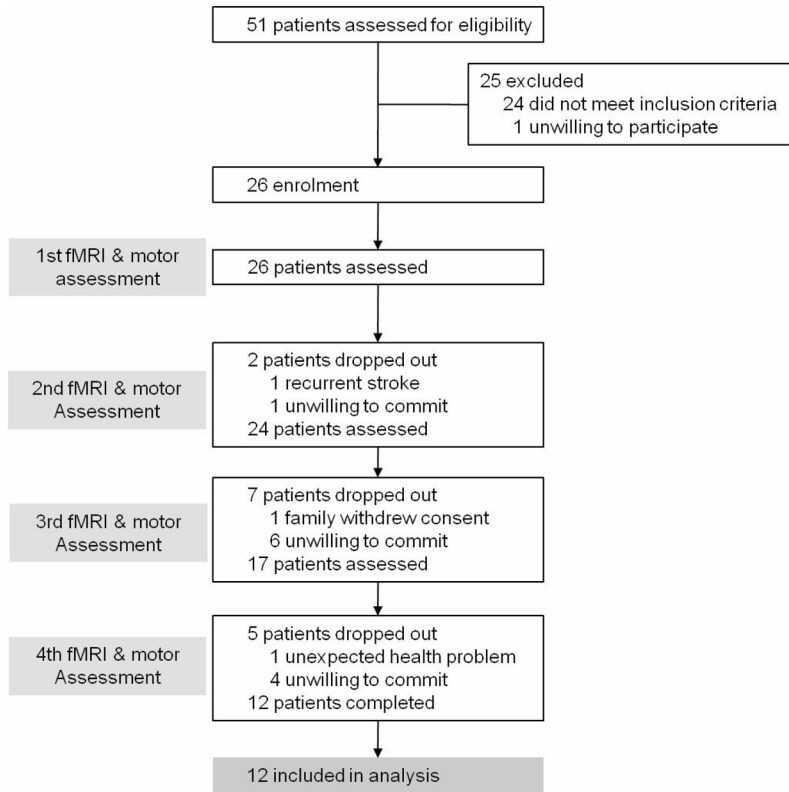 51 patients assessed for eligibility
25 excluded
24 did not meet inclusion criteria
1 unwilling to participate
26 enrolment
1st fMRI & motor
assessment
26 patients assessed
2nd fMRI & motor
Assessment
2 patients dropped out
1 recurrent stroke
1 unwilling to commit
24 patients assessed
3rd fMRI & motor
Assessment
7 patients dropped out
1 family withdrew consent
6 unwilling to commit
17 patients assessed
4th fMRI & motor
Assessment
5 patients dropped out
1 unexpected health problem
4 unwilling to commit
12 patients completed
12 included in analysis